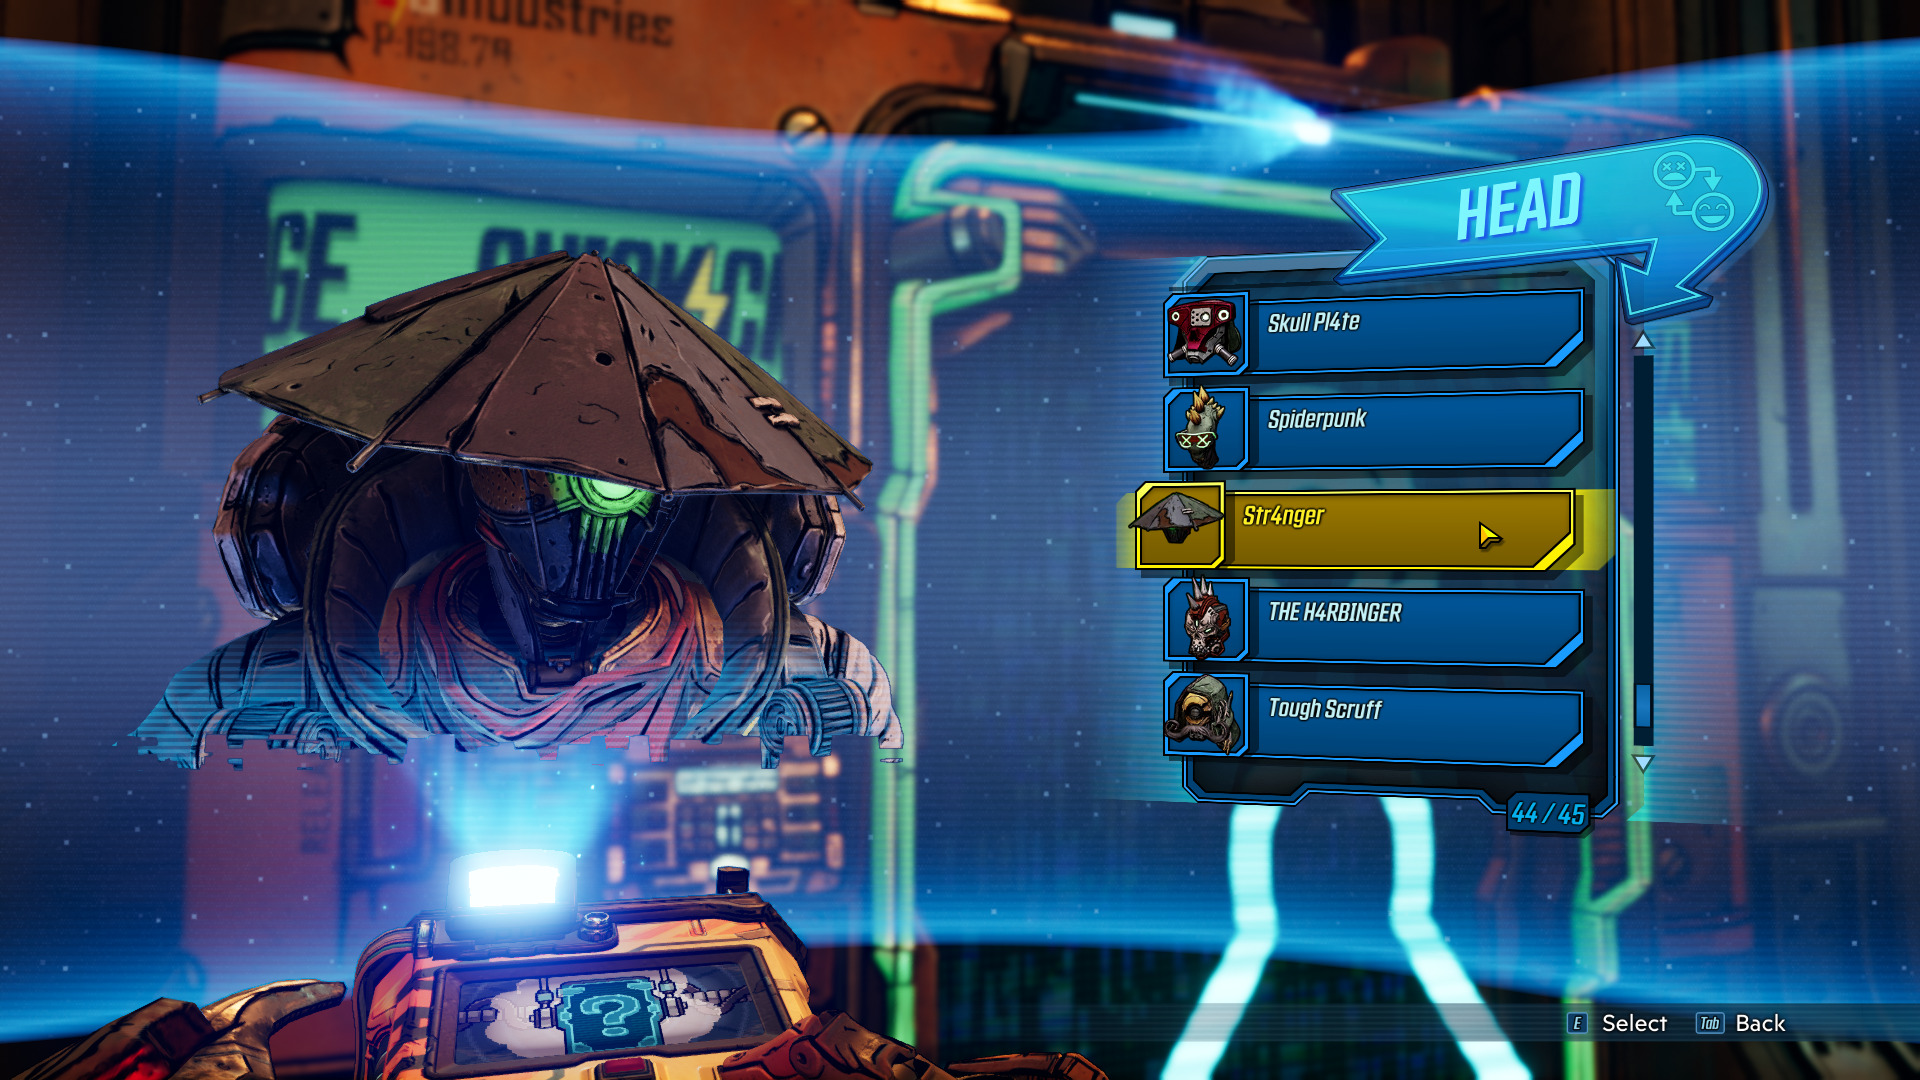 Industries
P-198.79
HEAD
Skull Pl4te
Spiderpunk
Str4nger
THE H4RBINGER
Tough Scruff
44 / 45
?
E Select Tab Back